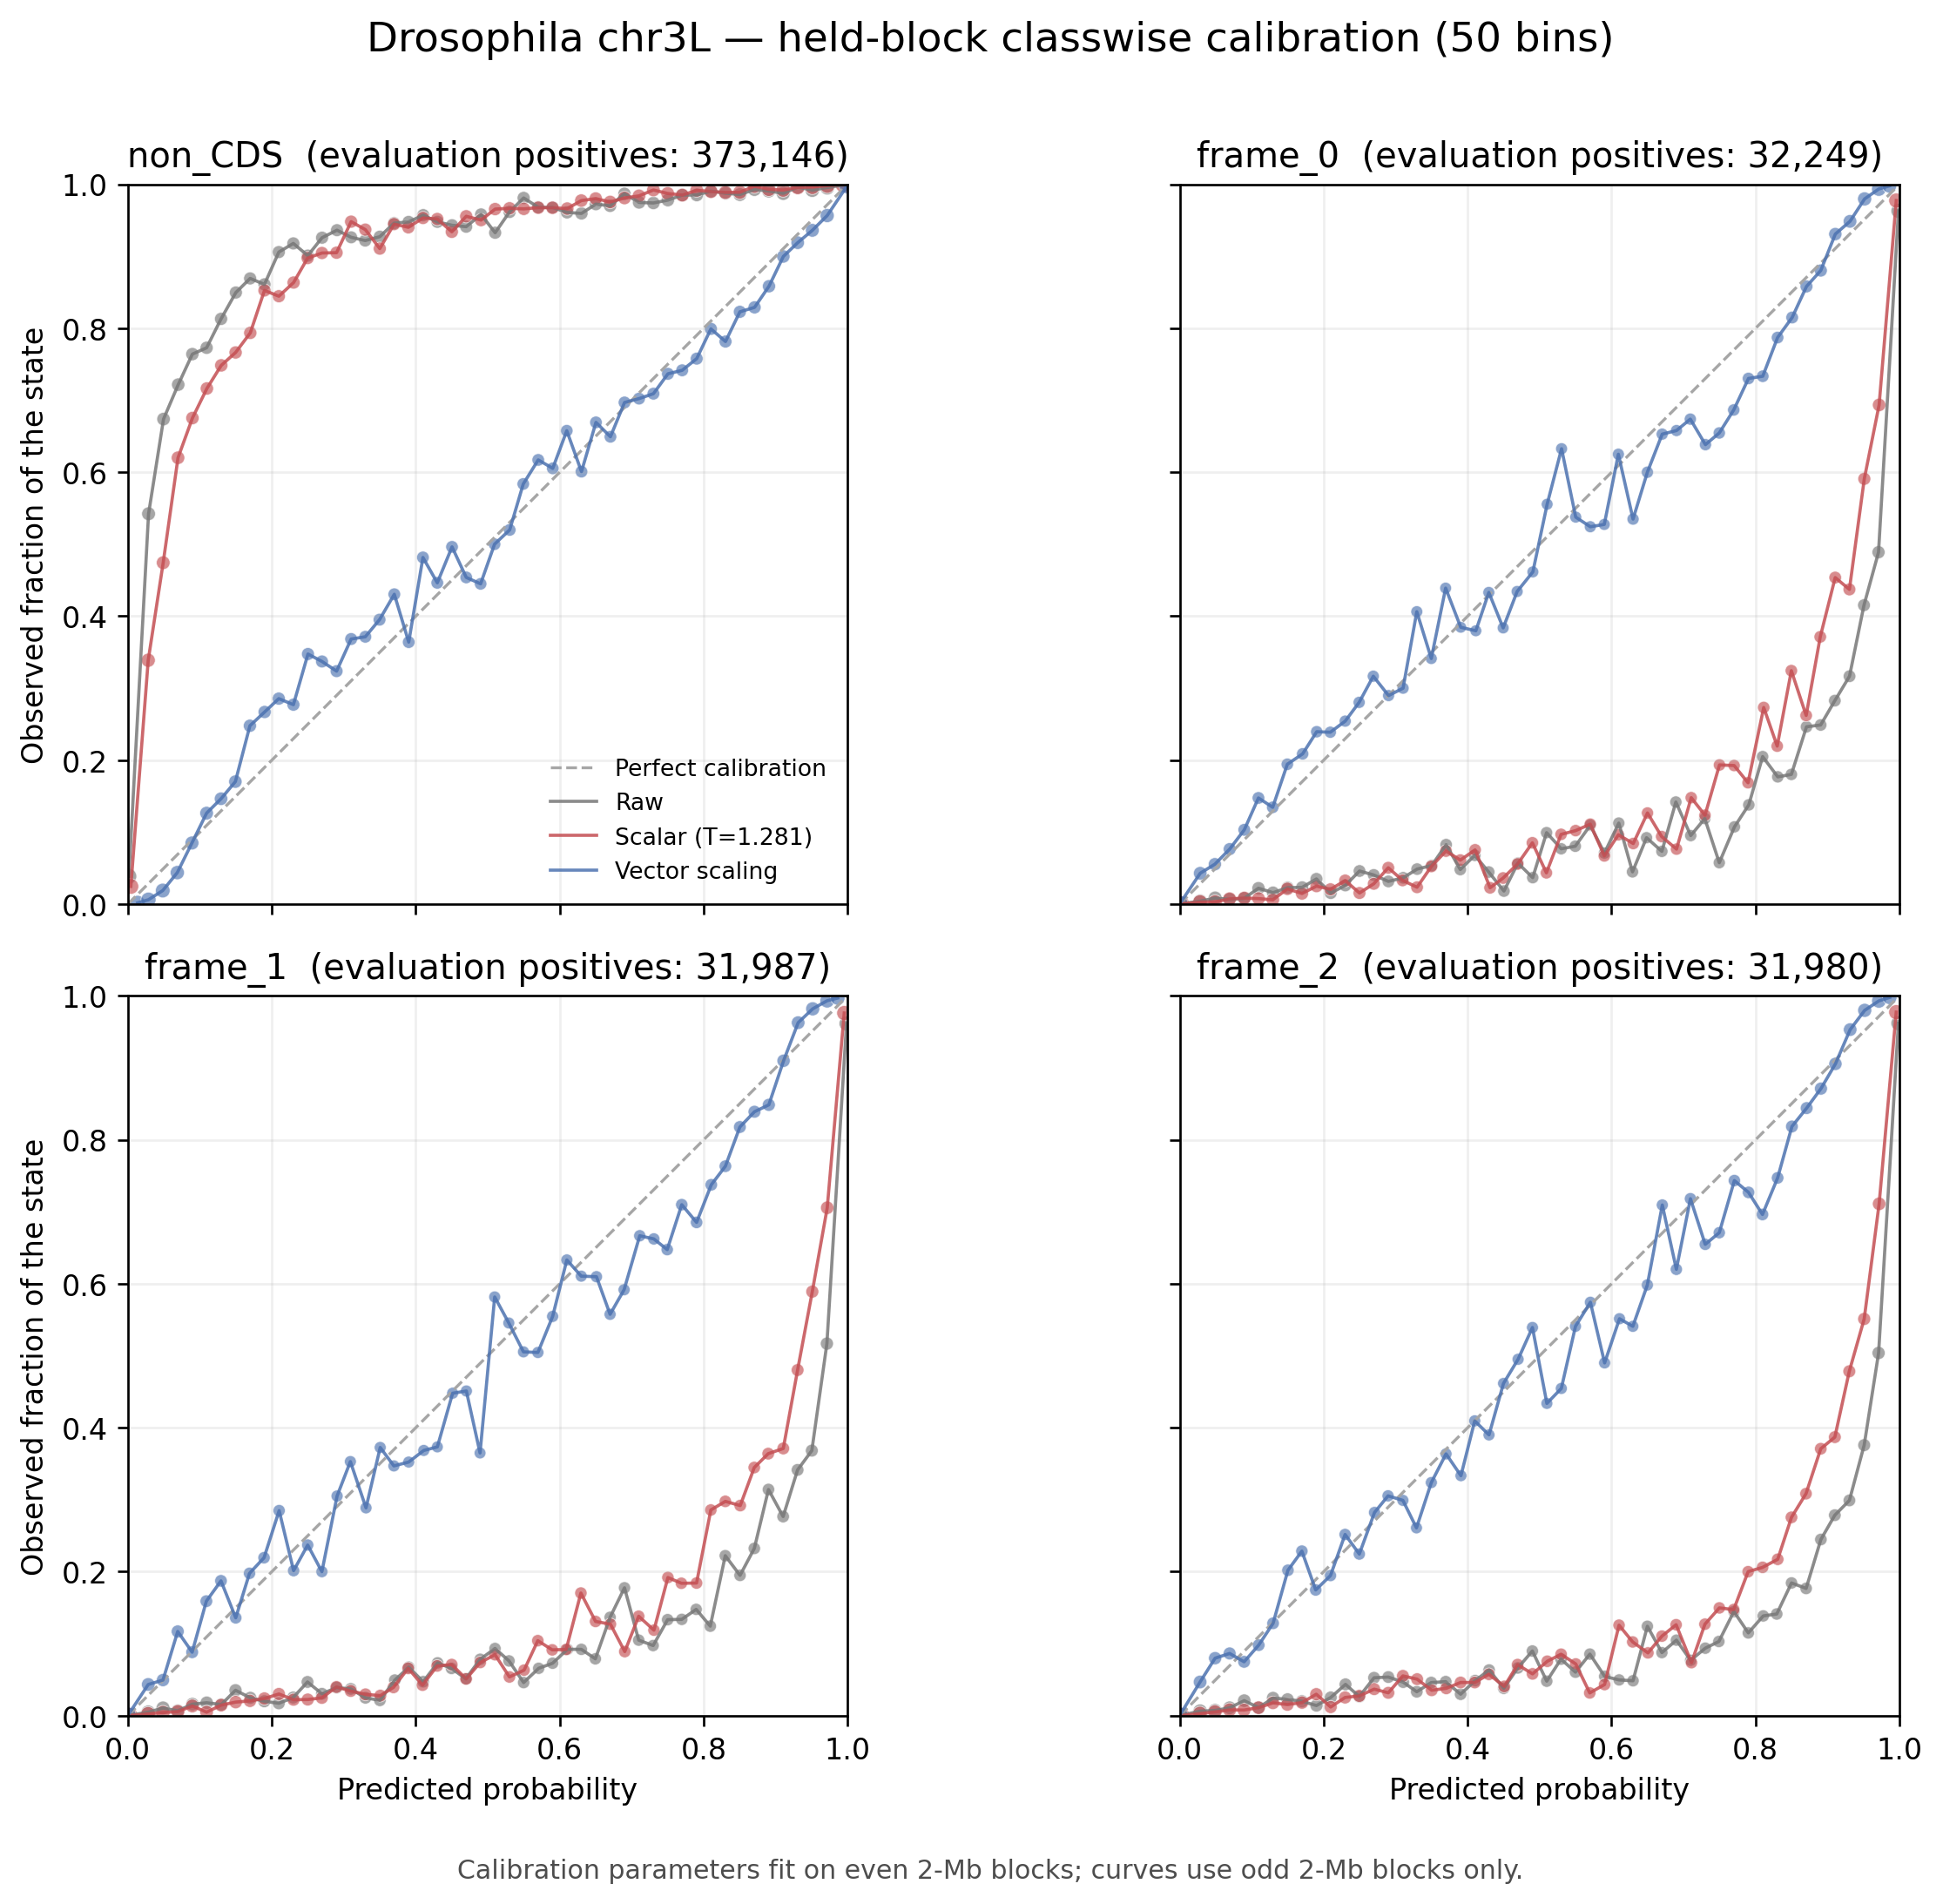 Drosophila chr3L — held-block classwise calibration (50 bins)
non_CDS  (evaluation positives: 373,146)
frame_0  (evaluation positives: 32,249)
1.0
0.8
0.6
0.4
0.2
0.0
Observed fraction of the state
Perfect calibration
Raw
Scalar (T=1.281)
Vector scaling
frame_1  (evaluation positives: 31,987)
frame_2  (evaluation positives: 31,980)
1.0
0.8
0.6
0.4
0.2
0.0
Observed fraction of the state
0.0 0.2 0.4 0.6 0.8 1.0
0.0 0.2 0.4 0.6 0.8 1.0
Predicted probability
Predicted probability
Calibration parameters fit on even 2-Mb blocks; curves use odd 2-Mb blocks only.